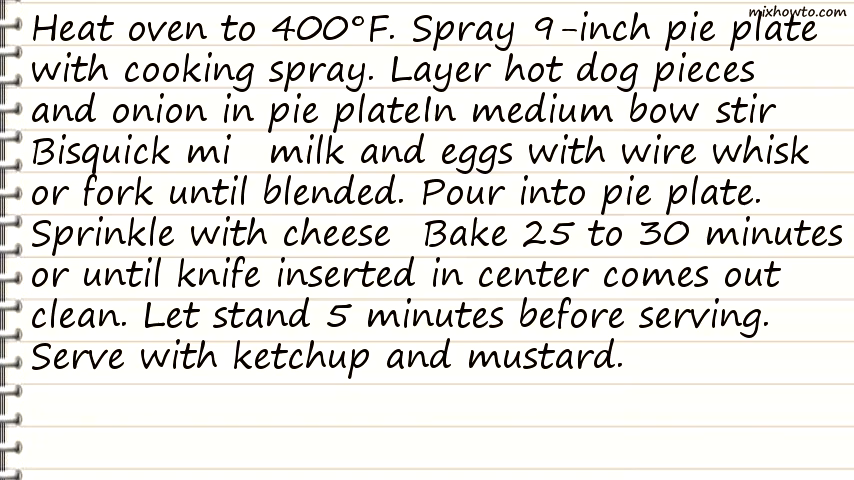 mixhowto.com
Heat oven to 400°F. Spray 9-inch pie plate
with cooking spray. Layer hot dog pieces
and onion in pie plateIn medium bow stir
Bisquick mi milk and eggs with wire whisk
or fork until blended. Pour into pie plate.
Sprinkle with cheese Bake 25 to 30 minutes
or until knife inserted in center comes out
clean. Let stand 5 minutes before serving.
Serve with ketchup and mustard.